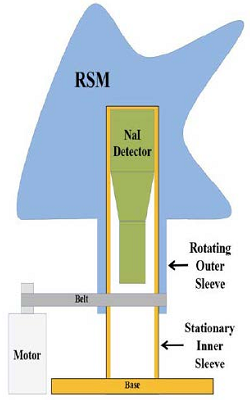 RSM
NaI
Detector
Rotating
Outer
Sleeve
Belt
Stationary
Inner
Sleeve
Motor
Base